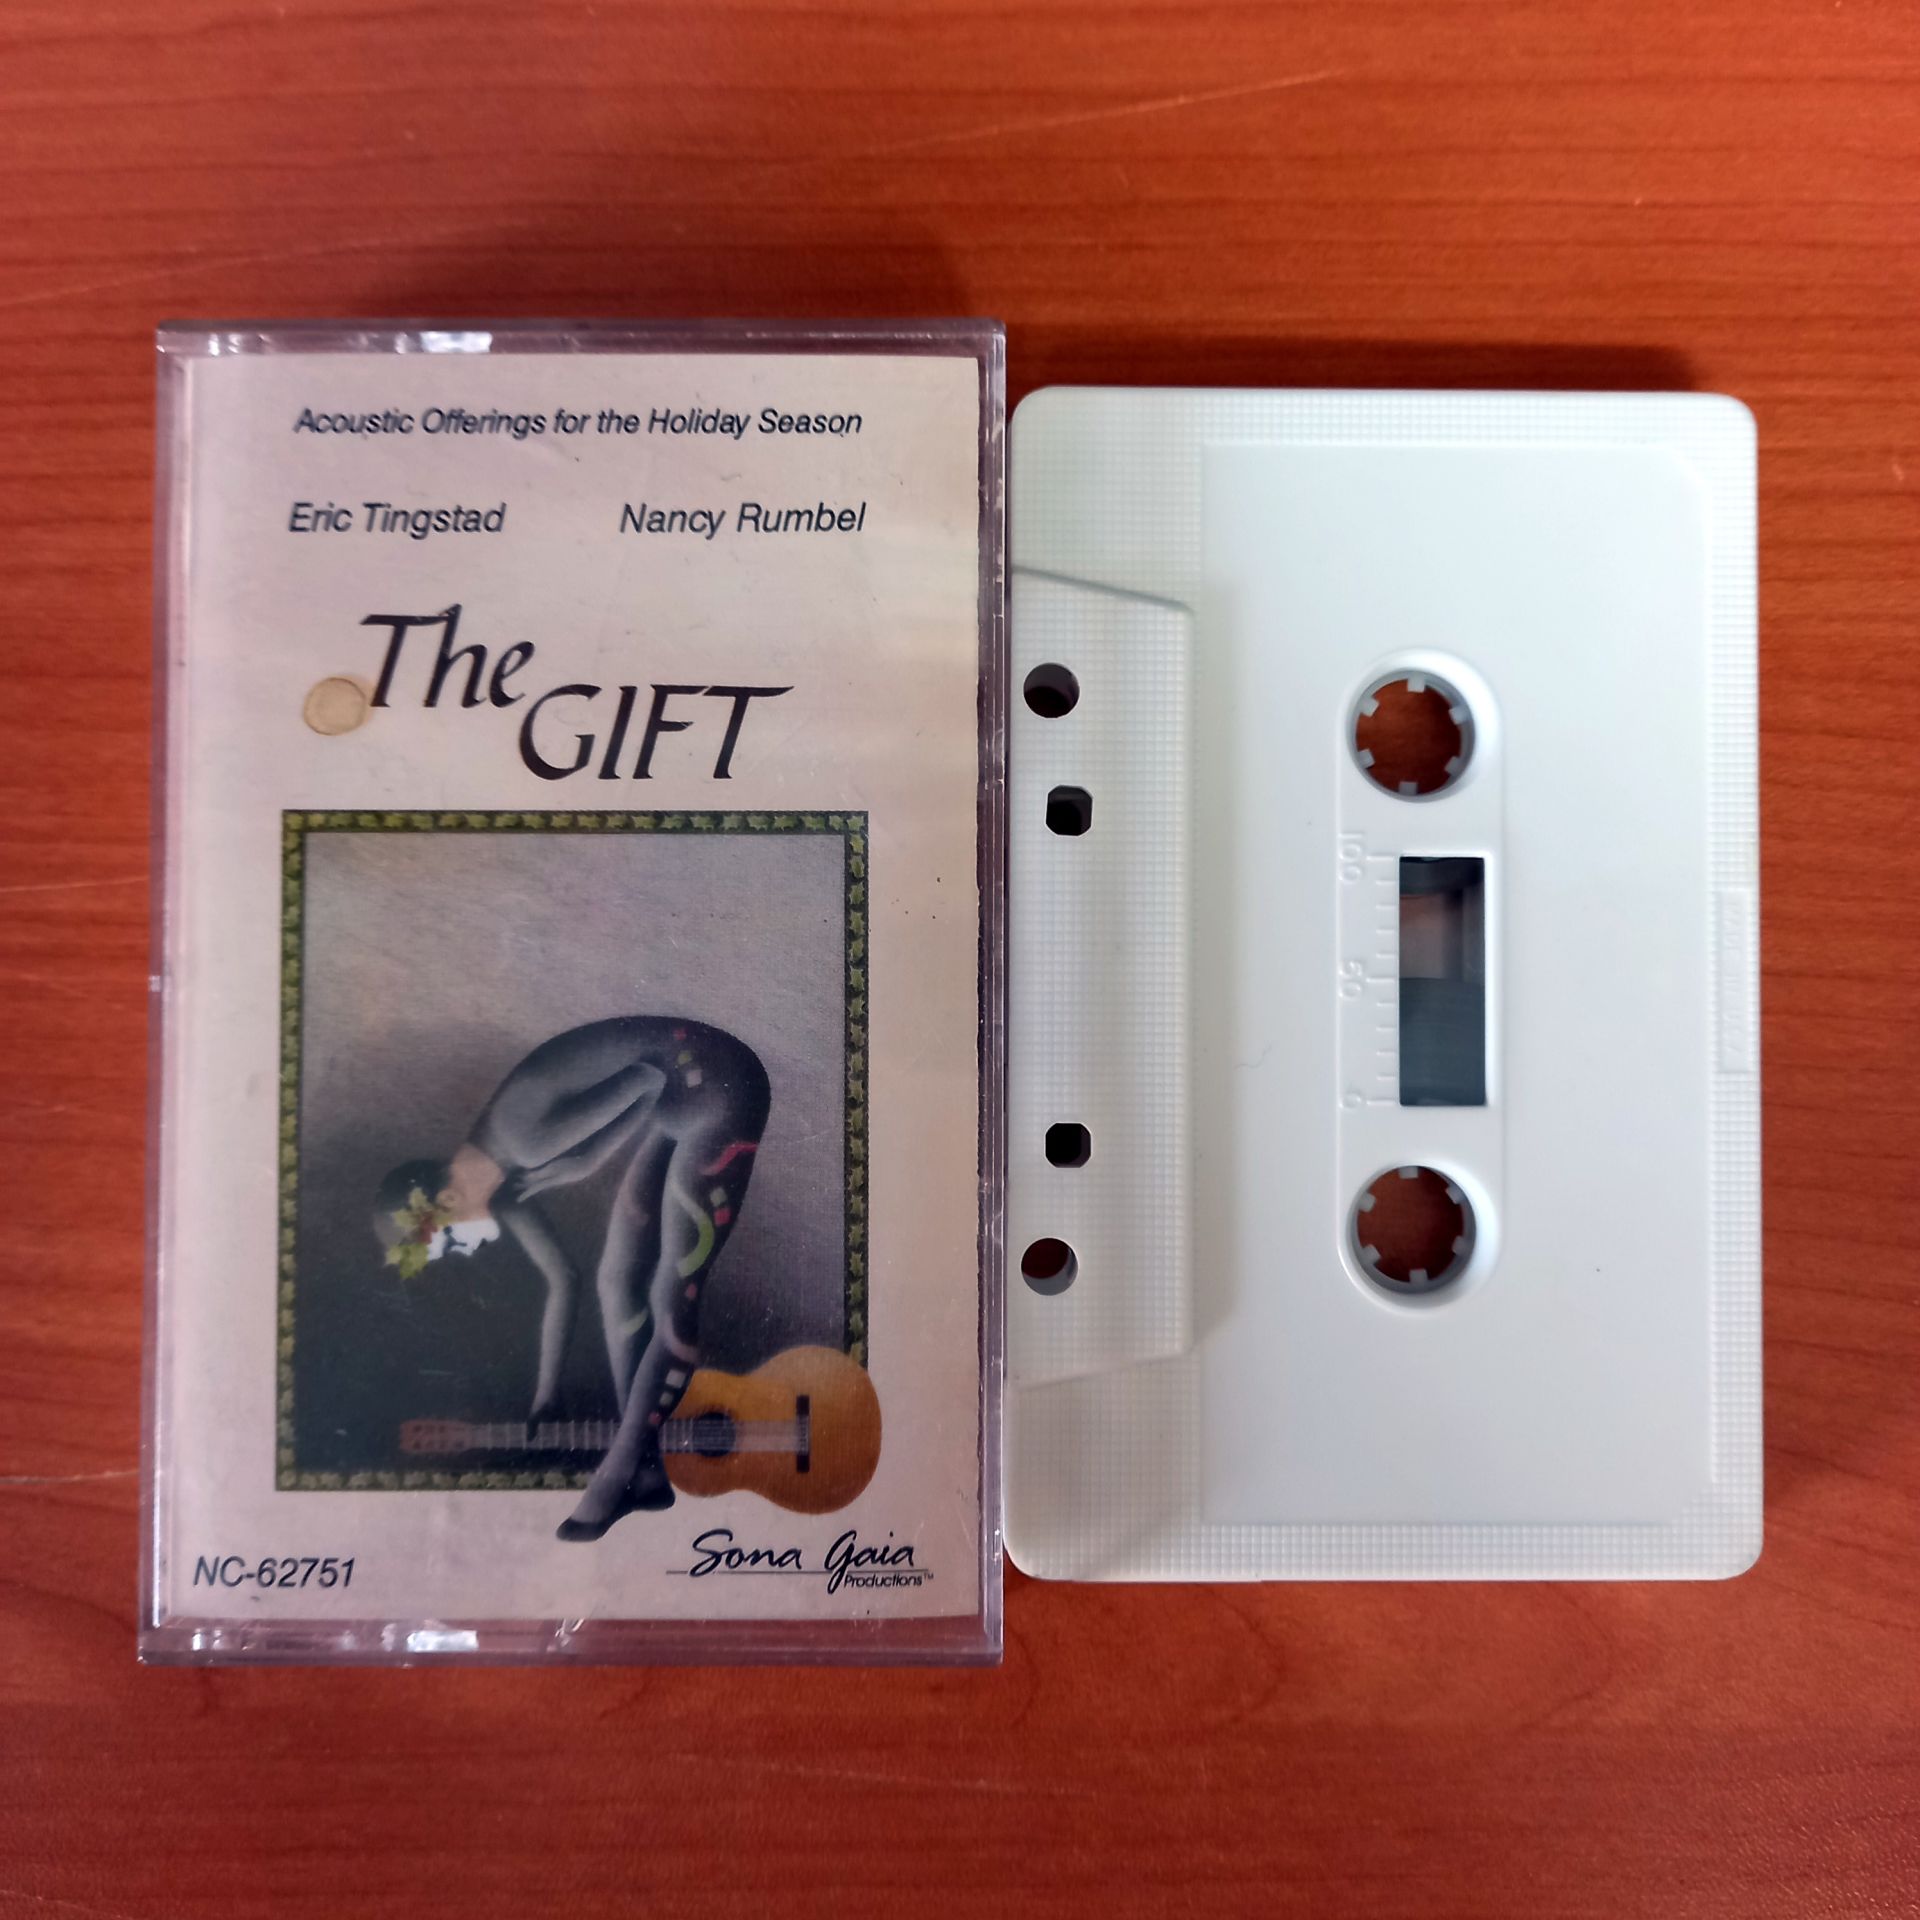 Acoustic Offerings for the Holiday Season
Eric Tingstad Nancy Rumbel
The
GIFT
NC-62751
Sona Gaia
Productions™
100
50
0